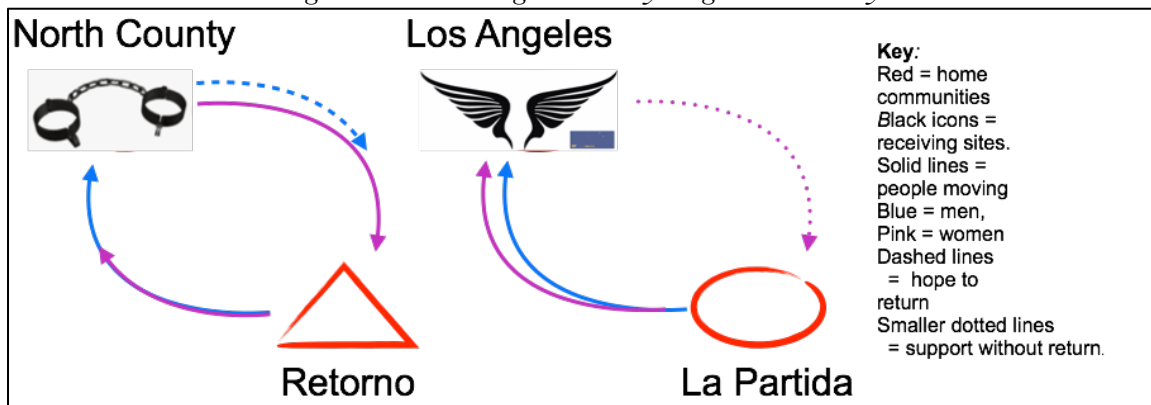 North County
Los Angeles
Key:
Red = home
communities
Black icons =
receiving sites.
Solid lines =
people moving
Blue = men,
Pink = women
Dashed lines
= hope to
return
Smaller dotted lines
= support without return.
Retorno
La Partida